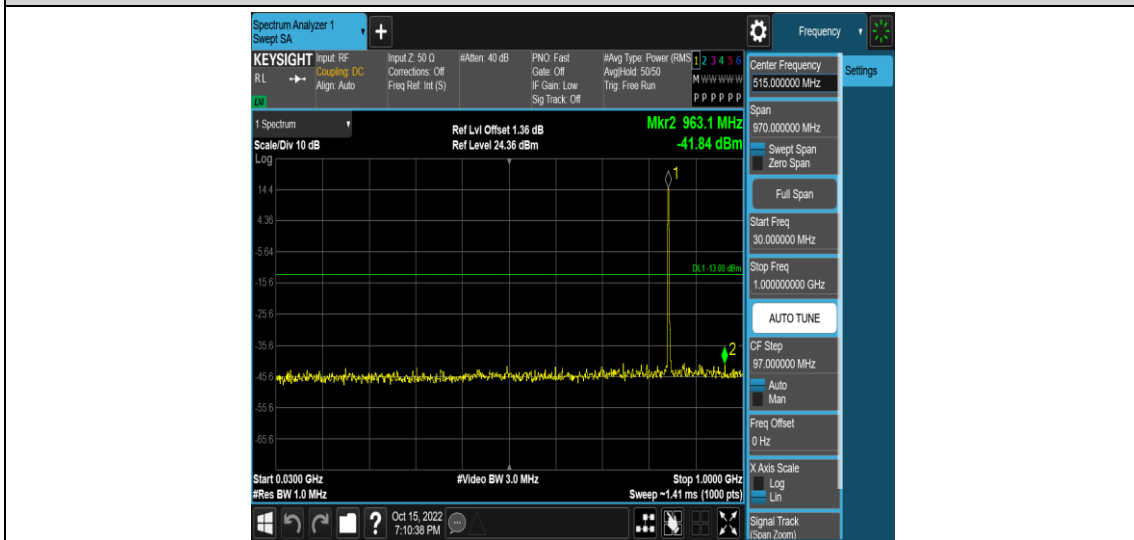 Spectrum Analyzer 1
Swept SA
+
Frequency
KEYSIGHT
RL
LXI
Input: RF
Coupling: DC
Align: Auto
Input Z: 50 Ω
Corrections: Off
Freq Ref: Int (S)
#Atten: 40 dB
PNO: Fast
Gate: Off
IF Gain: Low
Sig Track: Off
#Avg Type: Power (RMS
Avg|Hold: 50/50
Trig: Free Run
1 2 3 4 5 6
M W W W W W
P P P P P P
1 Spectrum
Scale/Div 10 dB
Ref Lvl Offset 1.36 dB
Ref Level 24.36 dBm
Mkr2 963.1 MHz
-41.84 dBm
Log
1
14.4
4.36
-5.64
DL1 -13.00 dBm
-15.6
-25.6
-35.6
2
-45.6
-55.6
-65.6
Start 0.0300 GHz
#Video BW 3.0 MHz
Stop 1.0000 GHz
#Res BW 1.0 MHz
Sweep ~1.41 ms (1000 pts)
?
Oct 15, 2022
7:10:38 PM
Center Frequency
515.000000 MHz
Settings
Span
970.000000 MHz
Swept Span
Zero Span
Full Span
Start Freq
30.000000 MHz
Stop Freq
1.000000000 GHz
AUTO TUNE
CF Step
97.000000 MHz
Auto
Man
Freq Offset
0 Hz
X Axis Scale
Log
Lin
Signal Track
(Span Zoom)